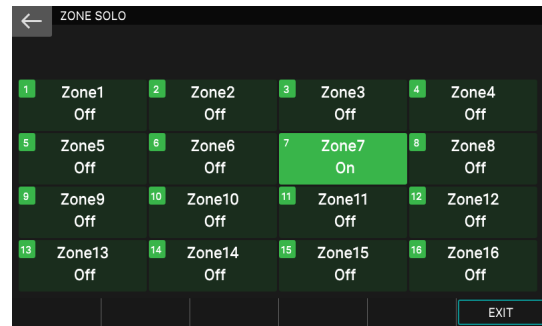 ZONE SOLO
1 Zone1 2 Zone2 3 Zone3 4 Zone4
Off Off Off Off
5 Zone5 6 Zone6 7 Zone7 8 Zone8
Off Off On Off
9 Zone9 10 Zone10 11 Zone11 12 Zone12
Off Off Off Off
13 Zone13 14 Zone14 15 Zone15 16 Zone16
Off Off Off Off
EXIT